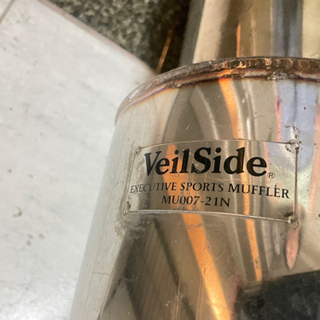 VeilSide®
EXECUTIVE SPORTS MUFFLER
MU007-21N